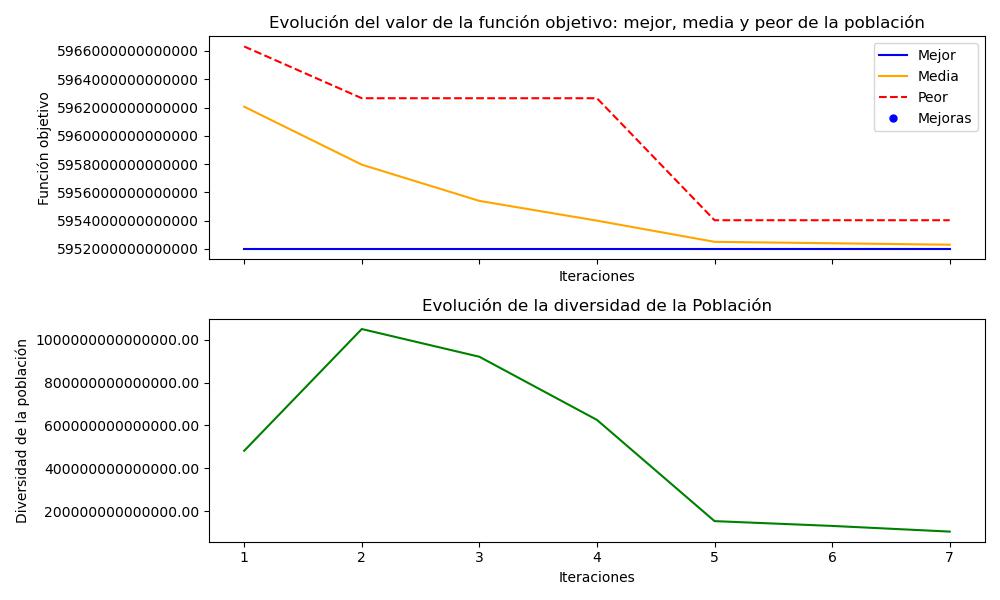 Evolución del valor de la función objetivo: mejor, media y peor de la población
Función objetivo
5966000000000000
5964000000000000
5962000000000000
5960000000000000
5958000000000000
5956000000000000
5954000000000000
5952000000000000
Mejor
Media
Peor
Mejoras
Iteraciones
Evolución de la diversidad de la Población
Diversidad de la población
1000000000000000.00
800000000000000.00
600000000000000.00
400000000000000.00
200000000000000.00
1 2 3 4 5 6 7
Iteraciones